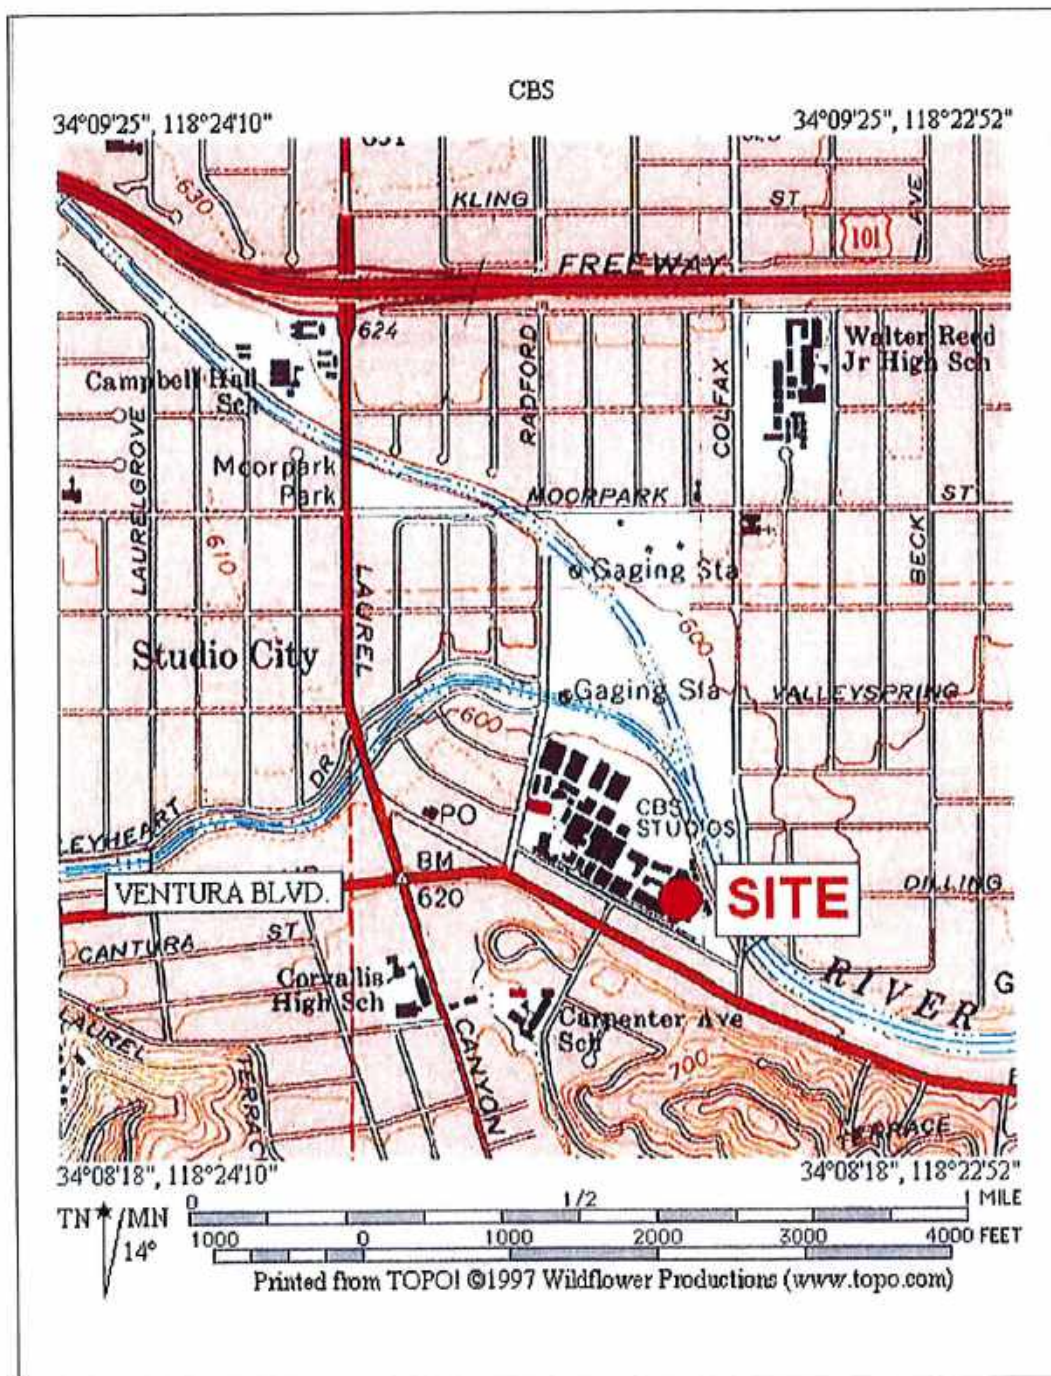 CBS
34°09'25", 118°24'10"
34°09'25", 118°22'52"
630
KLING
ST
AVE
101
FREEWAY
624
Walter Reed
Jr High Sch
Campbell Hall
Sch
RADFORD
COLFAX
LAURELGROVE
Moorpark
Park
MOORPARK
ST
610
LAUREL
BECK
Gaging Sta
600
Studio City
Gaging Sta
VALLEYSPRING
600
DR
LEYHEART
PO
CBS
STUDIOS
BM
620
VENTURA BLVD.
SITE
DILLING
CANTURA
ST
RIVER
G
Corvallis
High Sch
Carpenter Ave
Sch
LAUREL
TERRAC
CANYON
700
TERRACE
34°08'18", 118°24'10"
34°08'18", 118°22'52"
TN★/MN
14°
0 1/2 1 MILE
1000 0 1000 2000 3000 4000 FEET
Printed from TOPO! ©1997 Wildflower Productions (www.topo.com)